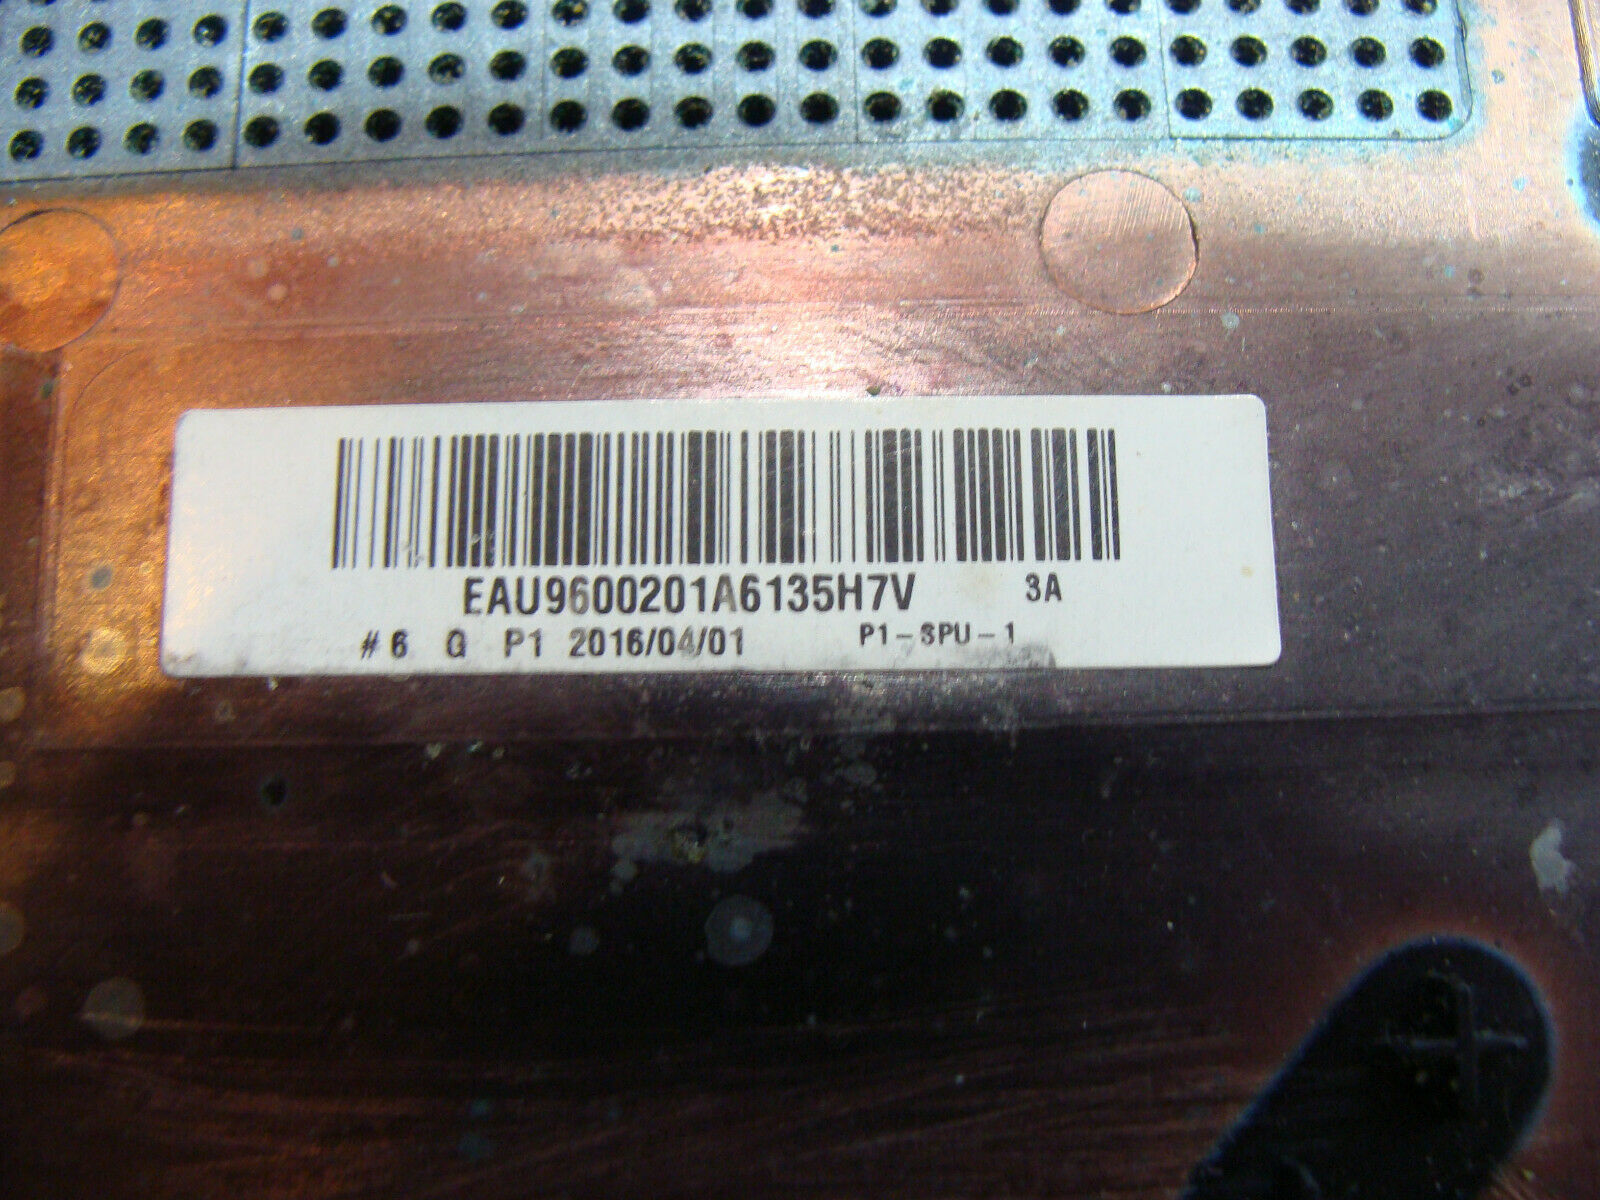 EAU9600201A6135H7V 3A
#6 Q P1 2016/04/01 P1-SPU-1